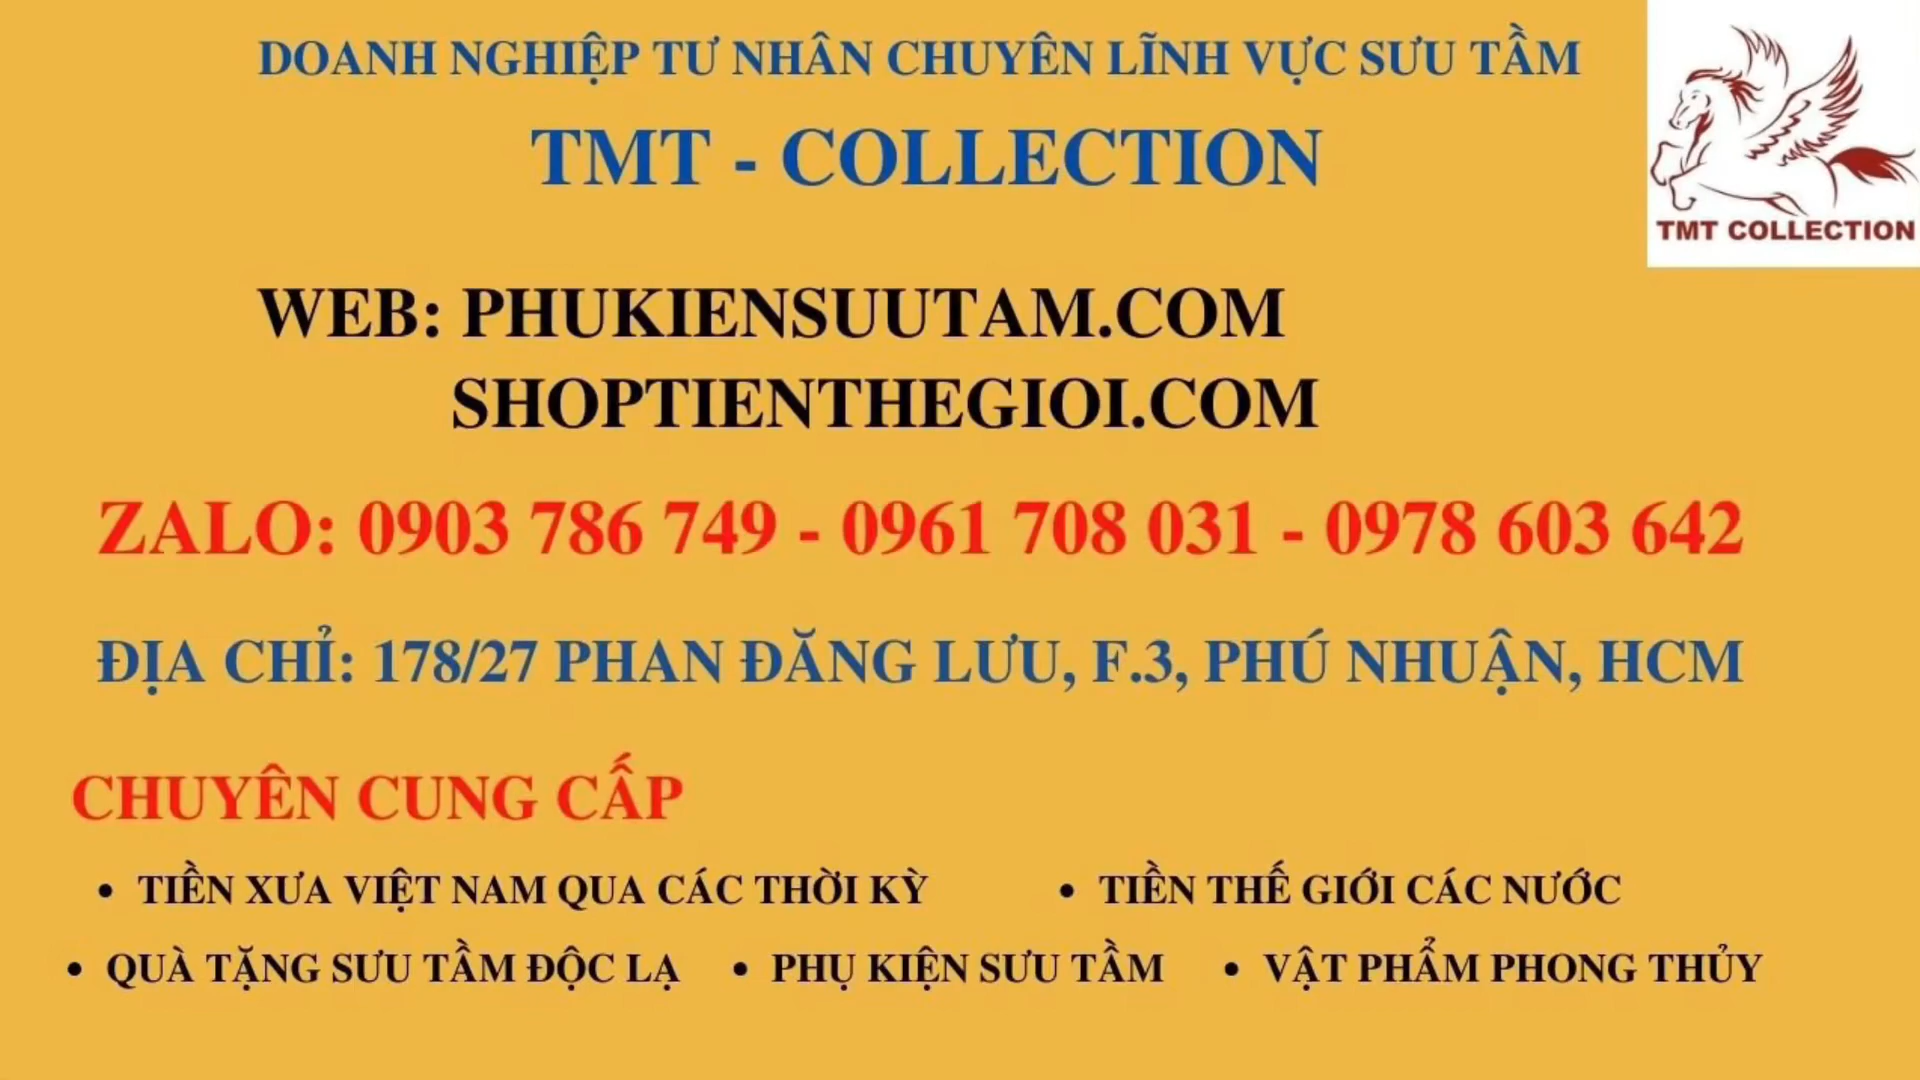 DOANH NGHIỆP TƯ NHÂN CHUYÊN LĨNH VỰC SƯU TẦM
TMT - COLLECTION
TMT COLLECTION
WEB: PHUKIENSUUTAM.COM
SHOPTIENTHEGIOI.COM
ZALO: 0903 786 749 - 0961 708 031 - 0978 603 642
ĐỊA CHỈ: 178/27 PHAN ĐĂNG LƯU, F.3, PHÚ NHUẬN, HCM
CHUYÊN CUNG CẤP
• TIỀN XƯA VIỆT NAM QUA CÁC THỜI KỲ • TIỀN THẾ GIỚI CÁC NƯỚC
• QUÀ TẶNG SƯU TẦM ĐỘC LẠ • PHỤ KIỆN SƯU TẦM • VẬT PHẨM PHONG THỦY